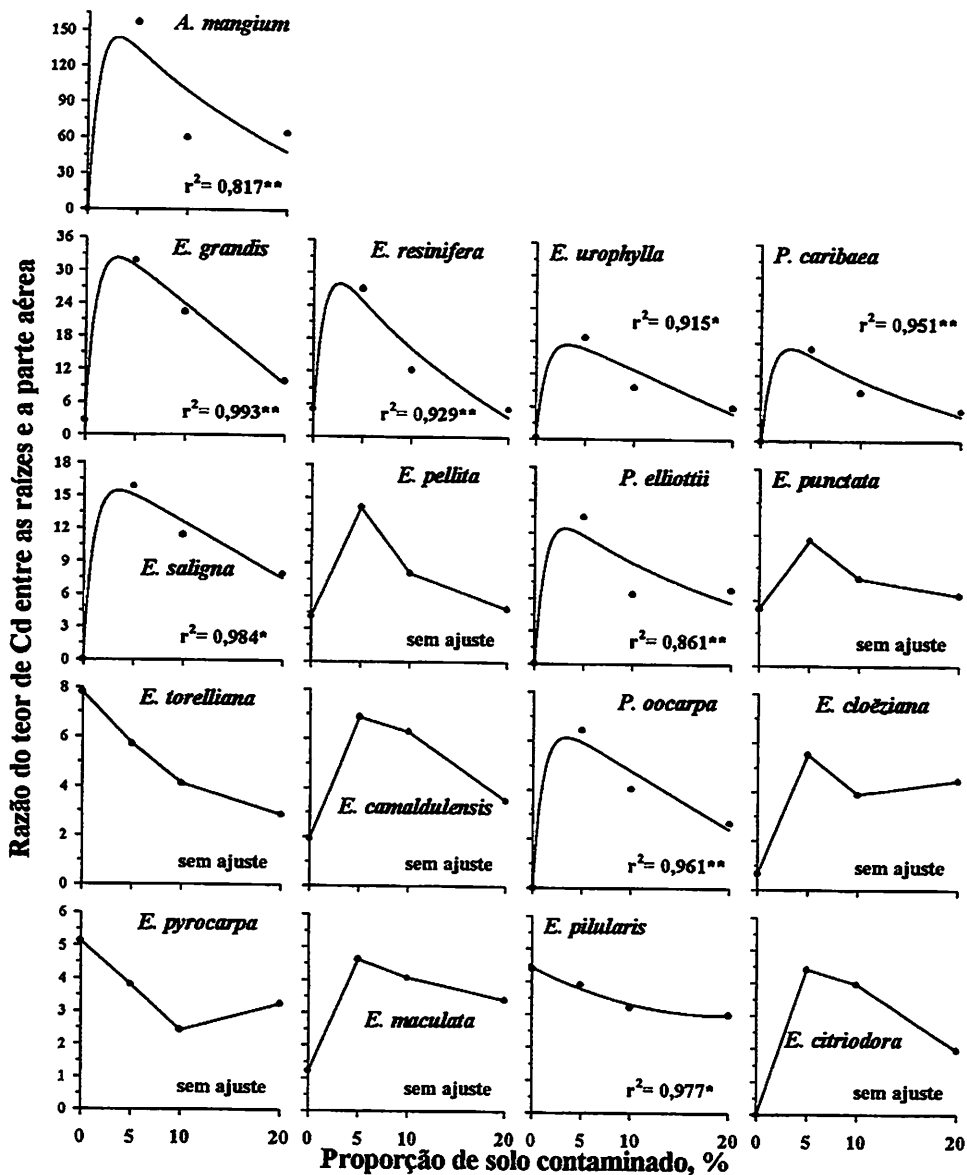 Razão do teor de Cd entre as raízes e a parte aérea
A. mangium
150
120
90
60
30
0
r²= 0,817**
E. grandis
36
30
24
18
12
6
0
r²= 0,993**
E. resinifera
r²= 0,929**
E. urophylla
r²= 0,915*
P. caribaea
r²= 0,951**
18
15
12
9
6
3
0
E. saligna
r²= 0,984*
E. pellita
sem ajuste
P. elliottii
r²= 0,861**
E. punctata
sem ajuste
8
6
4
2
0
E. torelliana
sem ajuste
E. camaldulensis
sem ajuste
P. oocarpa
r²= 0,961**
E. cloëziana
sem ajuste
6
5
4
3
2
1
0
E. pyrocarpa
sem ajuste
E. maculata
sem ajuste
E. pilularis
r²= 0,977*
E. citriodora
sem ajuste
0 5 10 20 0 5 10 20 0 5 10 20 0 5 10 20
Proporção de solo contaminado, %